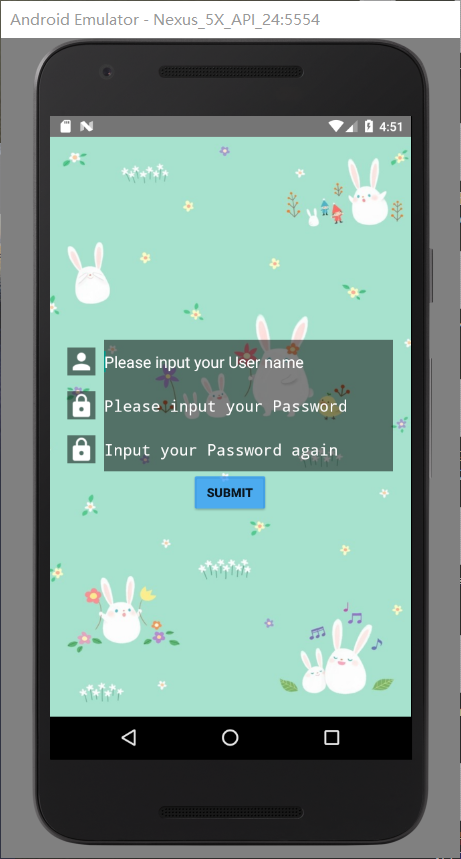 Android Emulator - Nexus_5X_API_24:5554
4:51
Please input your User name
Please input your Password
Input your Password again
SUBMIT